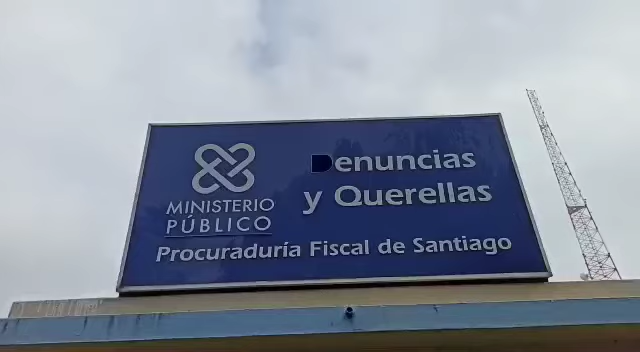 MINISTERIO
PÚBLICO
Denuncias
y Querellas
Procuraduría Fiscal de Santiago